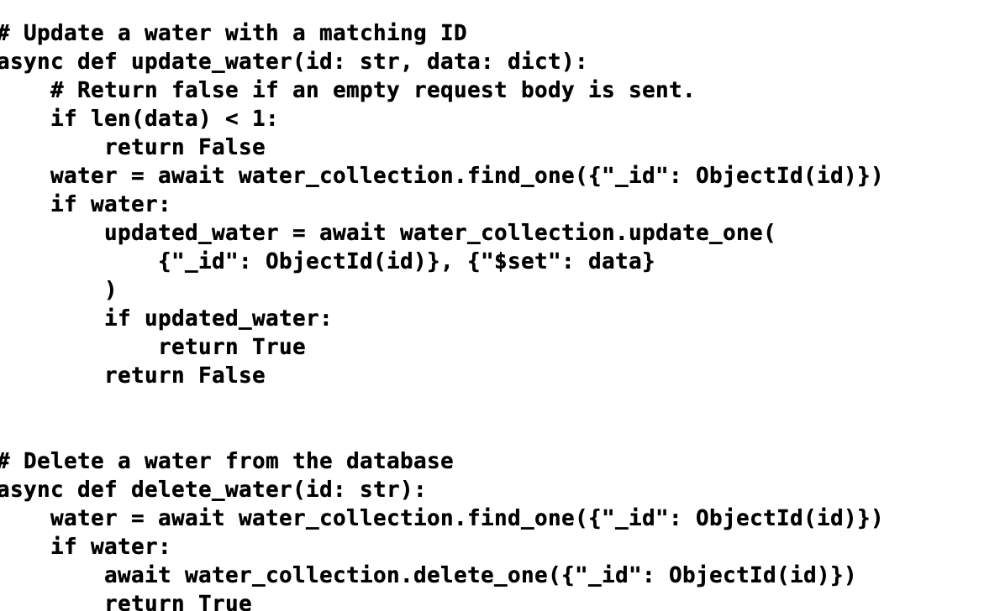 # Update a water with a matching ID
async def update_water(id: str, data: dict):
    # Return false if an empty request body is sent.
    if len(data) < 1:
        return False
    water = await water_collection.find_one({"_id": ObjectId(id)})
    if water:
        updated_water = await water_collection.update_one(
            {"_id": ObjectId(id)}, {"$set": data}
        )
        if updated_water:
            return True
        return False


# Delete a water from the database
async def delete_water(id: str):
    water = await water_collection.find_one({"_id": ObjectId(id)})
    if water:
        await water_collection.delete_one({"_id": ObjectId(id)})
        return True